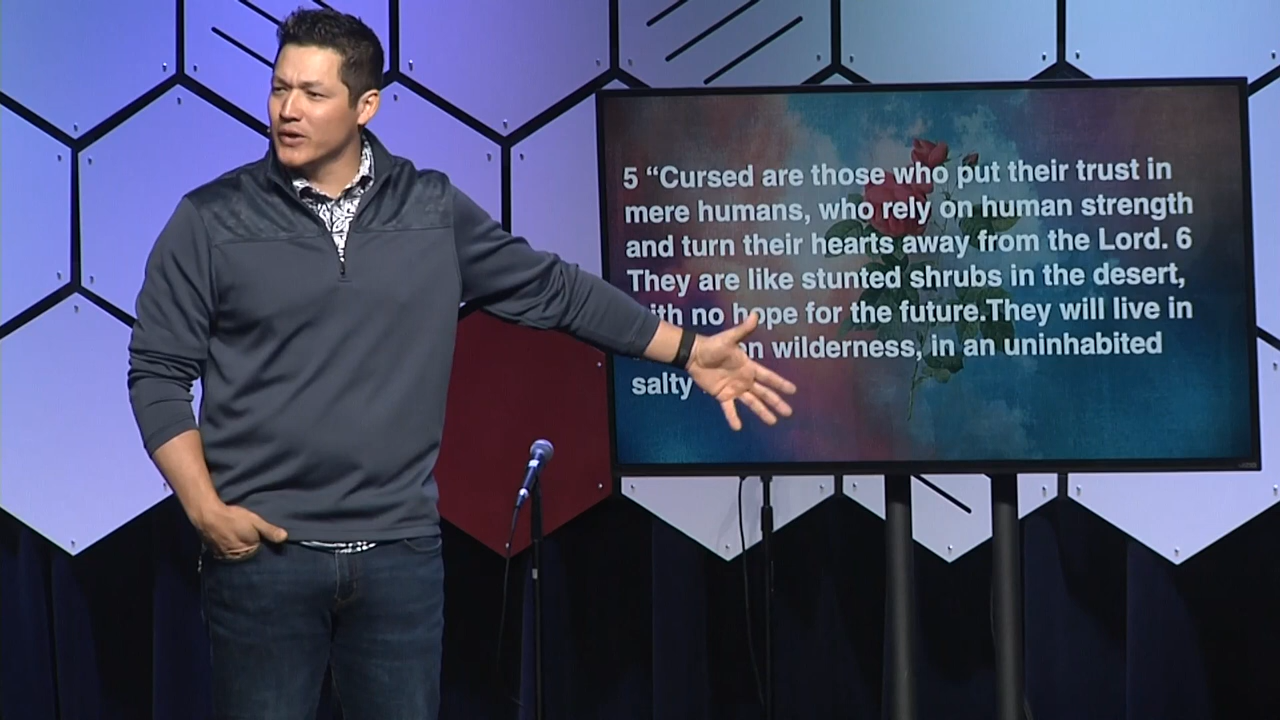 5 “Cursed are those who put their trust in
mere humans, who rely on human strength
and turn their hearts away from the Lord. 6
They are like stunted shrubs in the desert,
no hope for the future.They will live in
wilderness, in an uninhabited
salty